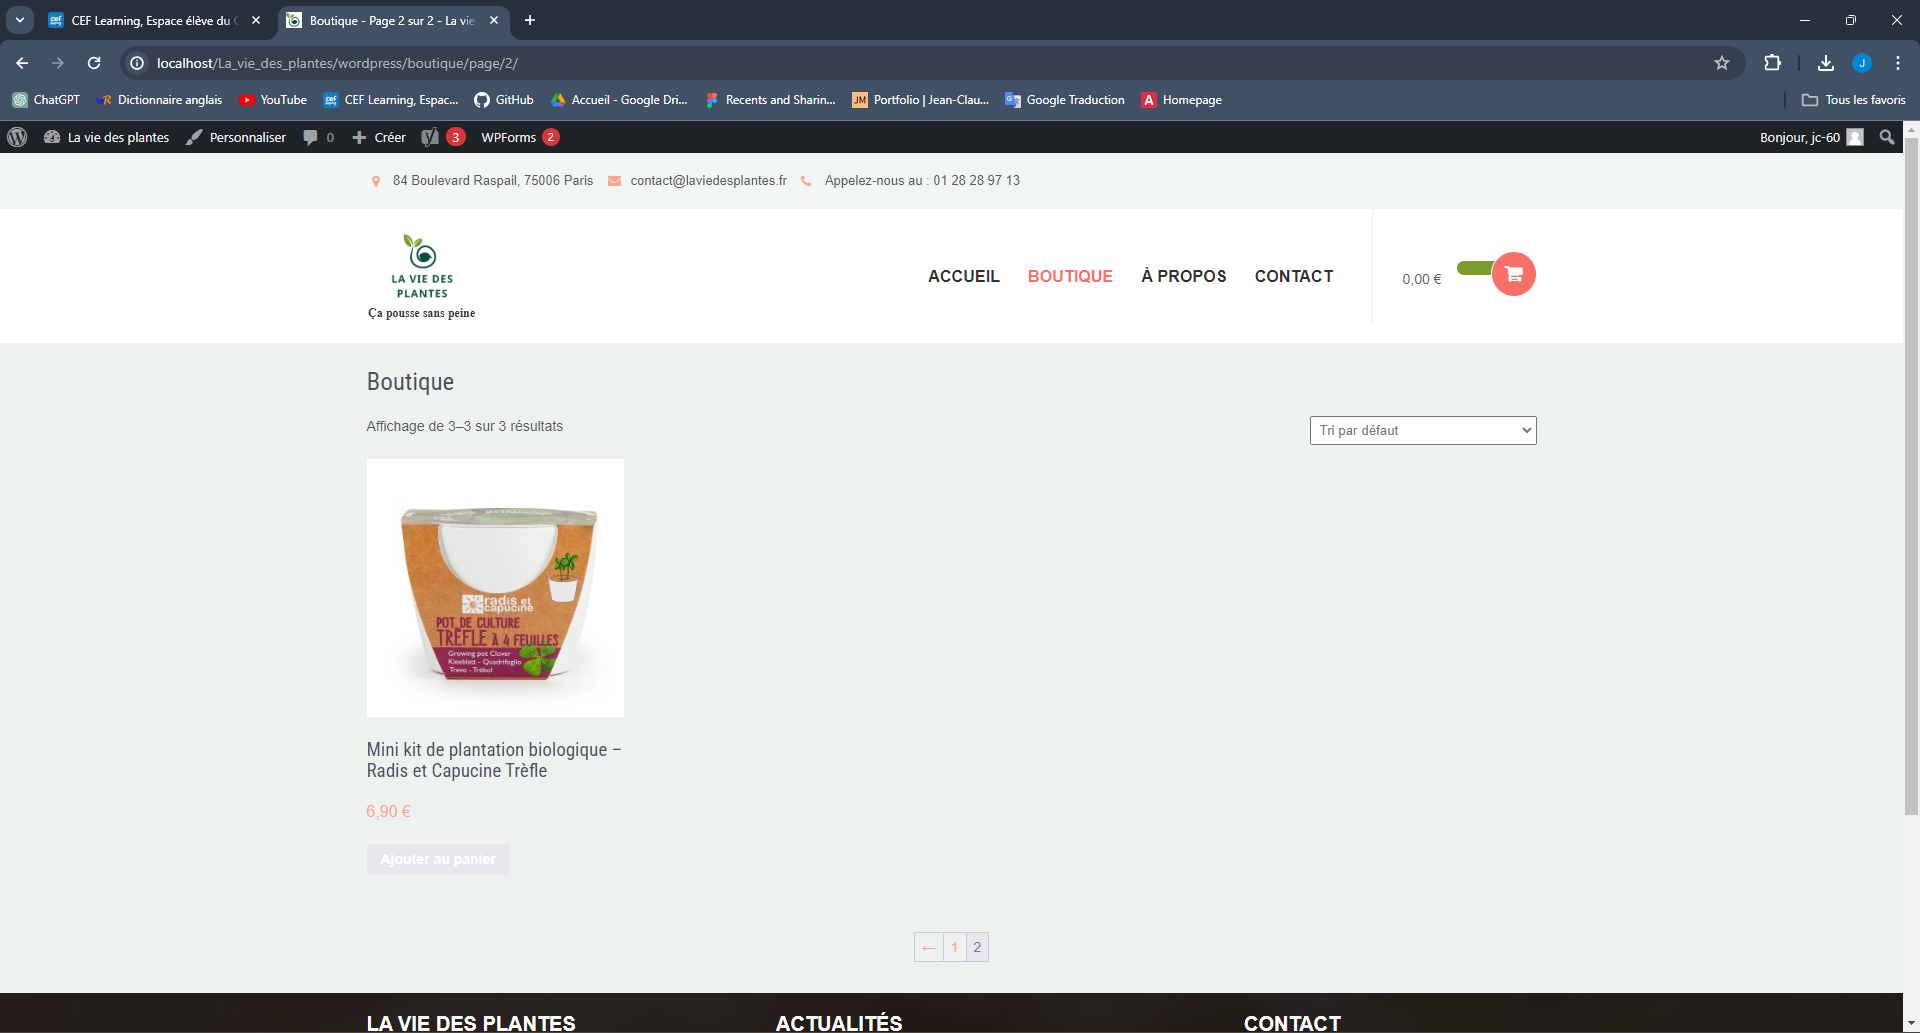 CEF Learning, Espace élève du C
Boutique - Page 2 sur 2 - La vie
localhost/La_vie_des_plantes/wordpress/boutique/page/2/
J
ChatGPT
Dictionnaire anglais
YouTube
CEF Learning, Espac...
GitHub
Accueil - Google Dri...
Recents and Sharin...
JM
Portfolio | Jean-Clau...
Google Traduction
A
Homepage
Tous les favoris
La vie des plantes
Personnaliser
0
Créer
3
WPForms 2
Bonjour, jc-60
84 Boulevard Raspail, 75006 Paris
contact@laviedesplantes.fr
Appelez-nous au : 01 28 28 97 13
LA VIE DES
PLANTES
Ça pousse sans peine
ACCUEIL
BOUTIQUE
À PROPOS
CONTACT
0,00 €
Boutique
Affichage de 3–3 sur 3 résultats
Tri par défaut
radis et
capucine
POT DE CULTURE
TRÈFLE À 4 FEUILLES
Growing pot Clover
Kleeblatt - Quadrifoglio
Trevo - Trébol
Mini kit de plantation biologique –
Radis et Capucine Trèfle
6,90 €
Ajouter au panier
← 1 2
LA VIE DES PLANTES
ACTUALITÉS
CONTACT